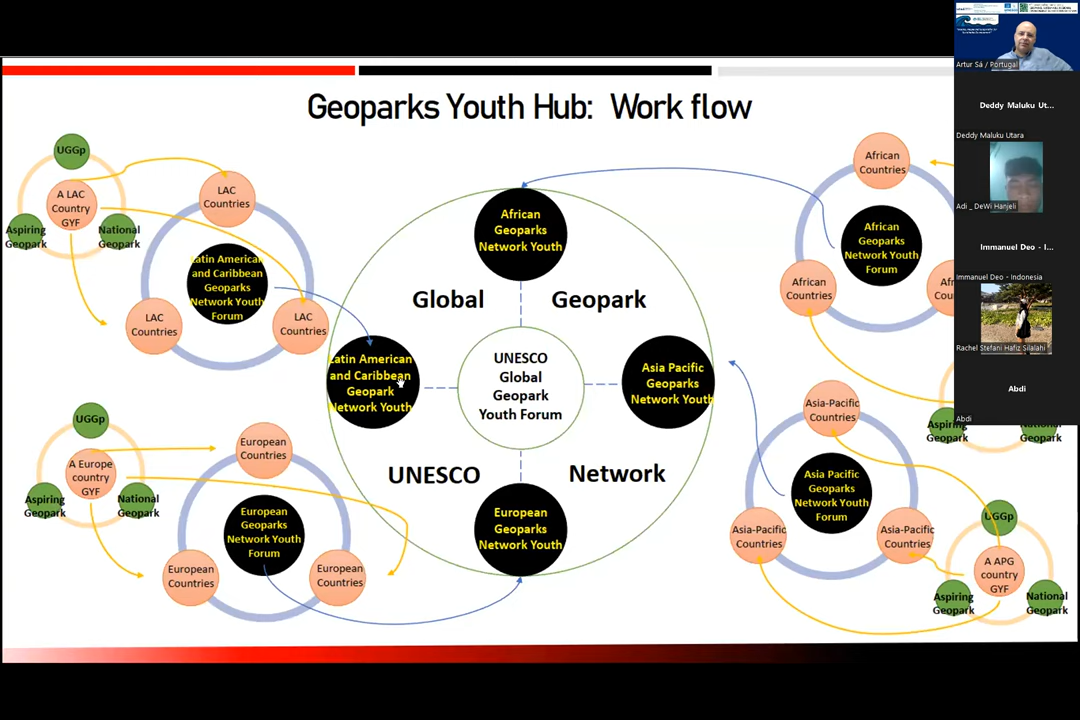 Geoparks Youth Hub: Work flow
UGGp
A LAC
Country
GYF
Aspiring
Geopark
National
Geopark
LAC
Countries
Latin American
and Caribbean
Geoparks
Network Youth
Forum
LAC
Countries
LAC
Countries
African
Geoparks
Network Youth
Global
Geopark
Latin American
and Caribbean
Geopark
Network Youth
UNESCO
Global
Geopark
Youth Forum
Asia Pacific
Geoparks
Network Youth
UNESCO
Network
European
Geoparks
Network Youth
UGGp
A Europe
country
GYF
Aspiring
Geopark
National
Geopark
European
Countries
European
Geoparks
Network Youth
Forum
European
Countries
European
Countries
African
Countries
African
Geoparks
Network Youth
Forum
African
Countries
Asia-Pacific
Countries
Asia Pacific
Geoparks
Network Youth
Forum
Asia-Pacific
Countries
Asia-Pacific
Countries
Geopark
Geopark
UGGp
A APG
country
GYF
Aspiring
Geopark
National
Geopark
Artur Sá / Portugal
Deddy Maluku Ut...
Deddy Maluku Utara
Adi _ DeWi Hanjeli
Immanuel Deo - I...
Immanuel Deo - Indonesia
Rachel Stefani Hafiz Silalahi
Abdi
Abdi